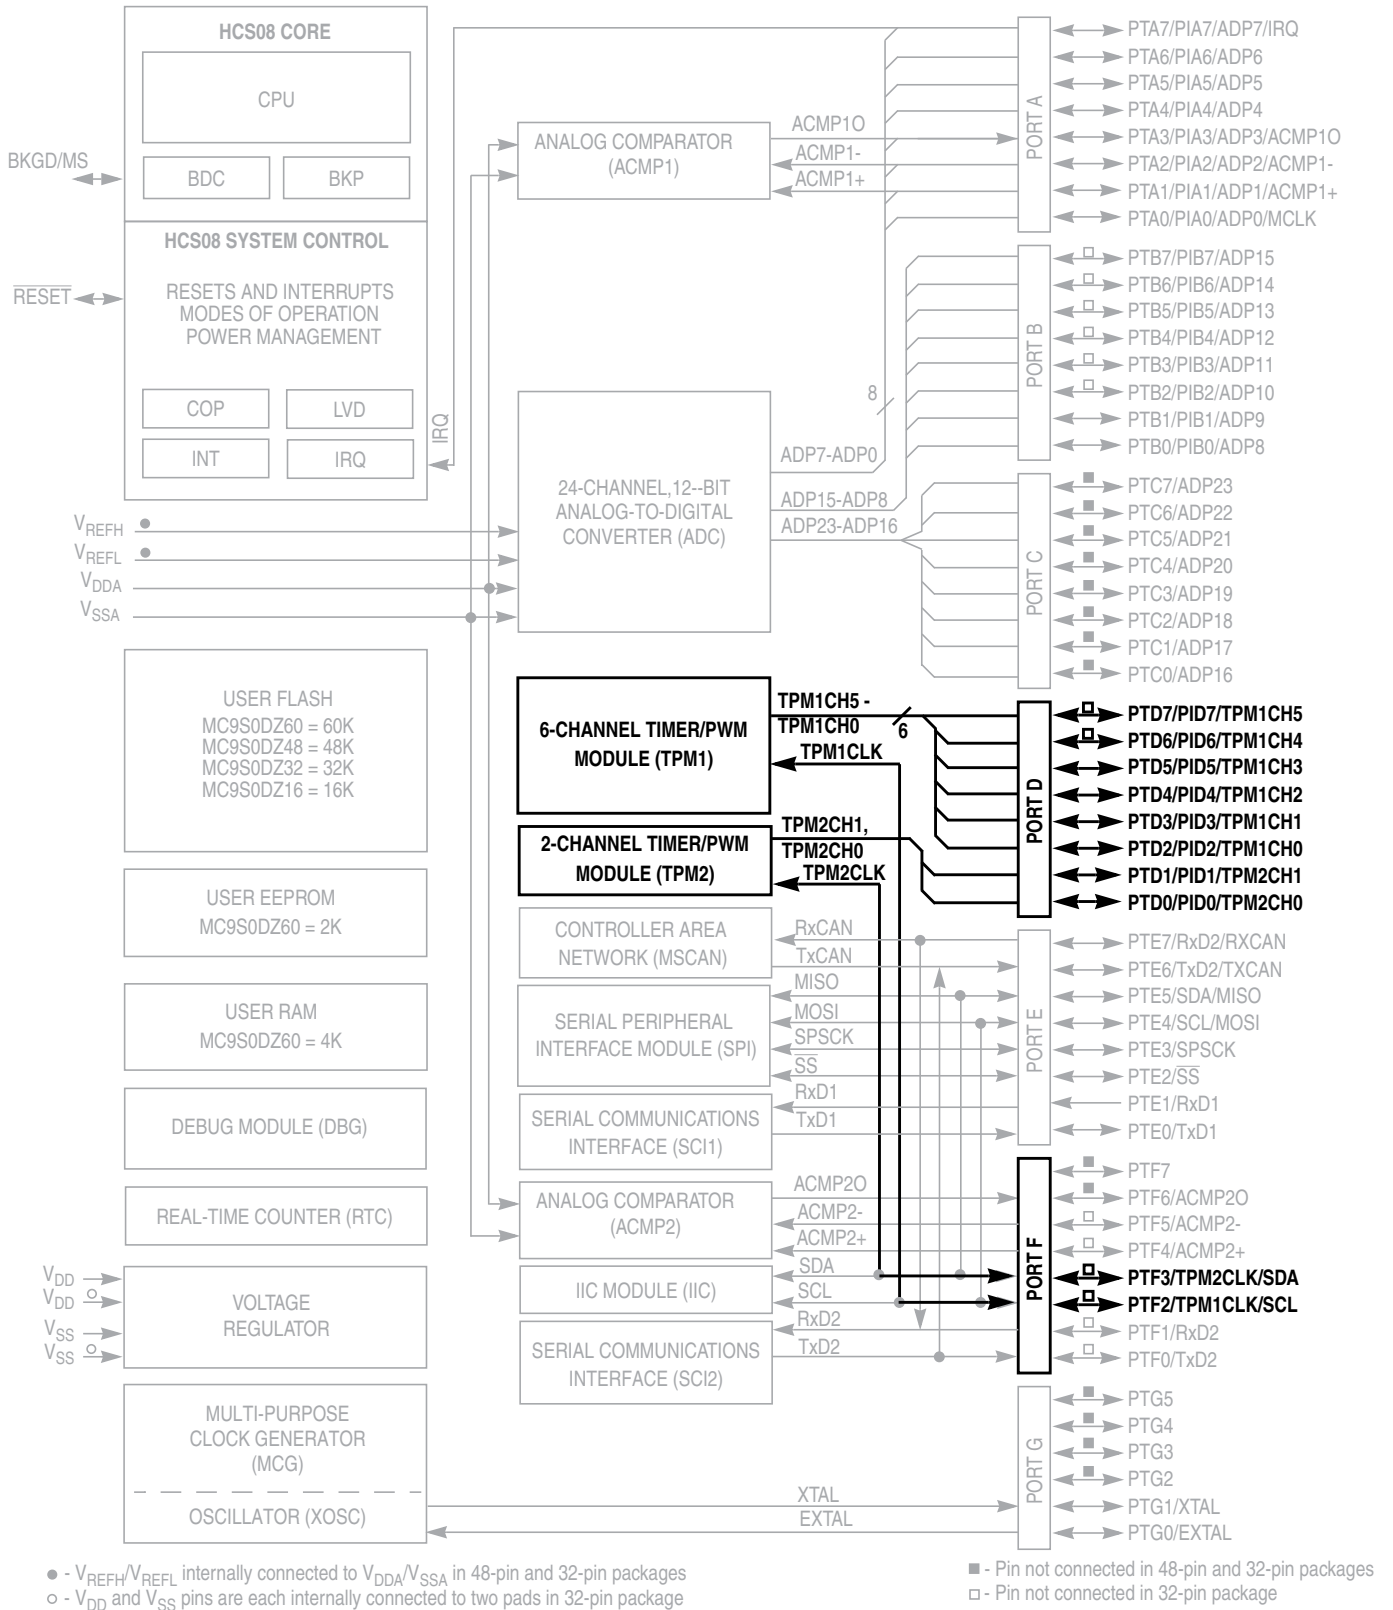 HCS08 CORE
CPU
BDC
BKP
BKGD/MS
HCS08 SYSTEM CONTROL
RESETS AND INTERRUPTS
MODES OF OPERATION
POWER MANAGEMENT
COP
LVD
INT
IRQ
RESET
IRQ
VREFH
VREFL
VDDA
VSSA
USER FLASH
MC9S0DZ60 = 60K
MC9S0DZ48 = 48K
MC9S0DZ32 = 32K
MC9S0DZ16 = 16K
USER EEPROM
MC9S0DZ60 = 2K
USER RAM
MC9S0DZ60 = 4K
DEBUG MODULE (DBG)
REAL-TIME COUNTER (RTC)
VDD
VDD
VSS
VSS
VOLTAGE
REGULATOR
MULTI-PURPOSE
CLOCK GENERATOR
(MCG)
OSCILLATOR (XOSC)
ANALOG COMPARATOR
(ACMP1)
ACMP1O
ACMP1-
ACMP1+
24-CHANNEL,12--BIT
ANALOG-TO-DIGITAL
CONVERTER (ADC)
8
ADP7-ADP0
ADP15-ADP8
ADP23-ADP16
6-CHANNEL TIMER/PWM
MODULE (TPM1)
TPM1CH5 -
TPM1CH0
6
TPM1CLK
2-CHANNEL TIMER/PWM
MODULE (TPM2)
TPM2CH1,
TPM2CH0
TPM2CLK
CONTROLLER AREA
NETWORK (MSCAN)
RxCAN
TxCAN
SERIAL PERIPHERAL
INTERFACE MODULE (SPI)
MISO
MOSI
SPSCK
SS
SERIAL COMMUNICATIONS
INTERFACE (SCI1)
RxD1
TxD1
ANALOG COMPARATOR
(ACMP2)
ACMP2O
ACMP2-
ACMP2+
IIC MODULE (IIC)
SDA
SCL
SERIAL COMMUNICATIONS
INTERFACE (SCI2)
RxD2
TxD2
XTAL
EXTAL
PORT A
PTA7/PIA7/ADP7/IRQ
PTA6/PIA6/ADP6
PTA5/PIA5/ADP5
PTA4/PIA4/ADP4
PTA3/PIA3/ADP3/ACMP1O
PTA2/PIA2/ADP2/ACMP1-
PTA1/PIA1/ADP1/ACMP1+
PTA0/PIA0/ADP0/MCLK
PORT B
PTB7/PIB7/ADP15
PTB6/PIB6/ADP14
PTB5/PIB5/ADP13
PTB4/PIB4/ADP12
PTB3/PIB3/ADP11
PTB2/PIB2/ADP10
PTB1/PIB1/ADP9
PTB0/PIB0/ADP8
PORT C
PTC7/ADP23
PTC6/ADP22
PTC5/ADP21
PTC4/ADP20
PTC3/ADP19
PTC2/ADP18
PTC1/ADP17
PTC0/ADP16
PORT D
PTD7/PID7/TPM1CH5
PTD6/PID6/TPM1CH4
PTD5/PID5/TPM1CH3
PTD4/PID4/TPM1CH2
PTD3/PID3/TPM1CH1
PTD2/PID2/TPM1CH0
PTD1/PID1/TPM2CH1
PTD0/PID0/TPM2CH0
PORT E
PTE7/RxD2/RXCAN
PTE6/TxD2/TXCAN
PTE5/SDA/MISO
PTE4/SCL/MOSI
PTE3/SPSCK
PTE2/SS
PTE1/RxD1
PTE0/TxD1
PORT F
PTF7
PTF6/ACMP2O
PTF5/ACMP2-
PTF4/ACMP2+
PTF3/TPM2CLK/SDA
PTF2/TPM1CLK/SCL
PTF1/RxD2
PTF0/TxD2
PORT G
PTG5
PTG4
PTG3
PTG2
PTG1/XTAL
PTG0/EXTAL
● - VREFH/VREFL internally connected to VDDA/VSSA in 48-pin and 32-pin packages
○ - VDD and VSS pins are each internally connected to two pads in 32-pin package
■ - Pin not connected in 48-pin and 32-pin packages
□ - Pin not connected in 32-pin package